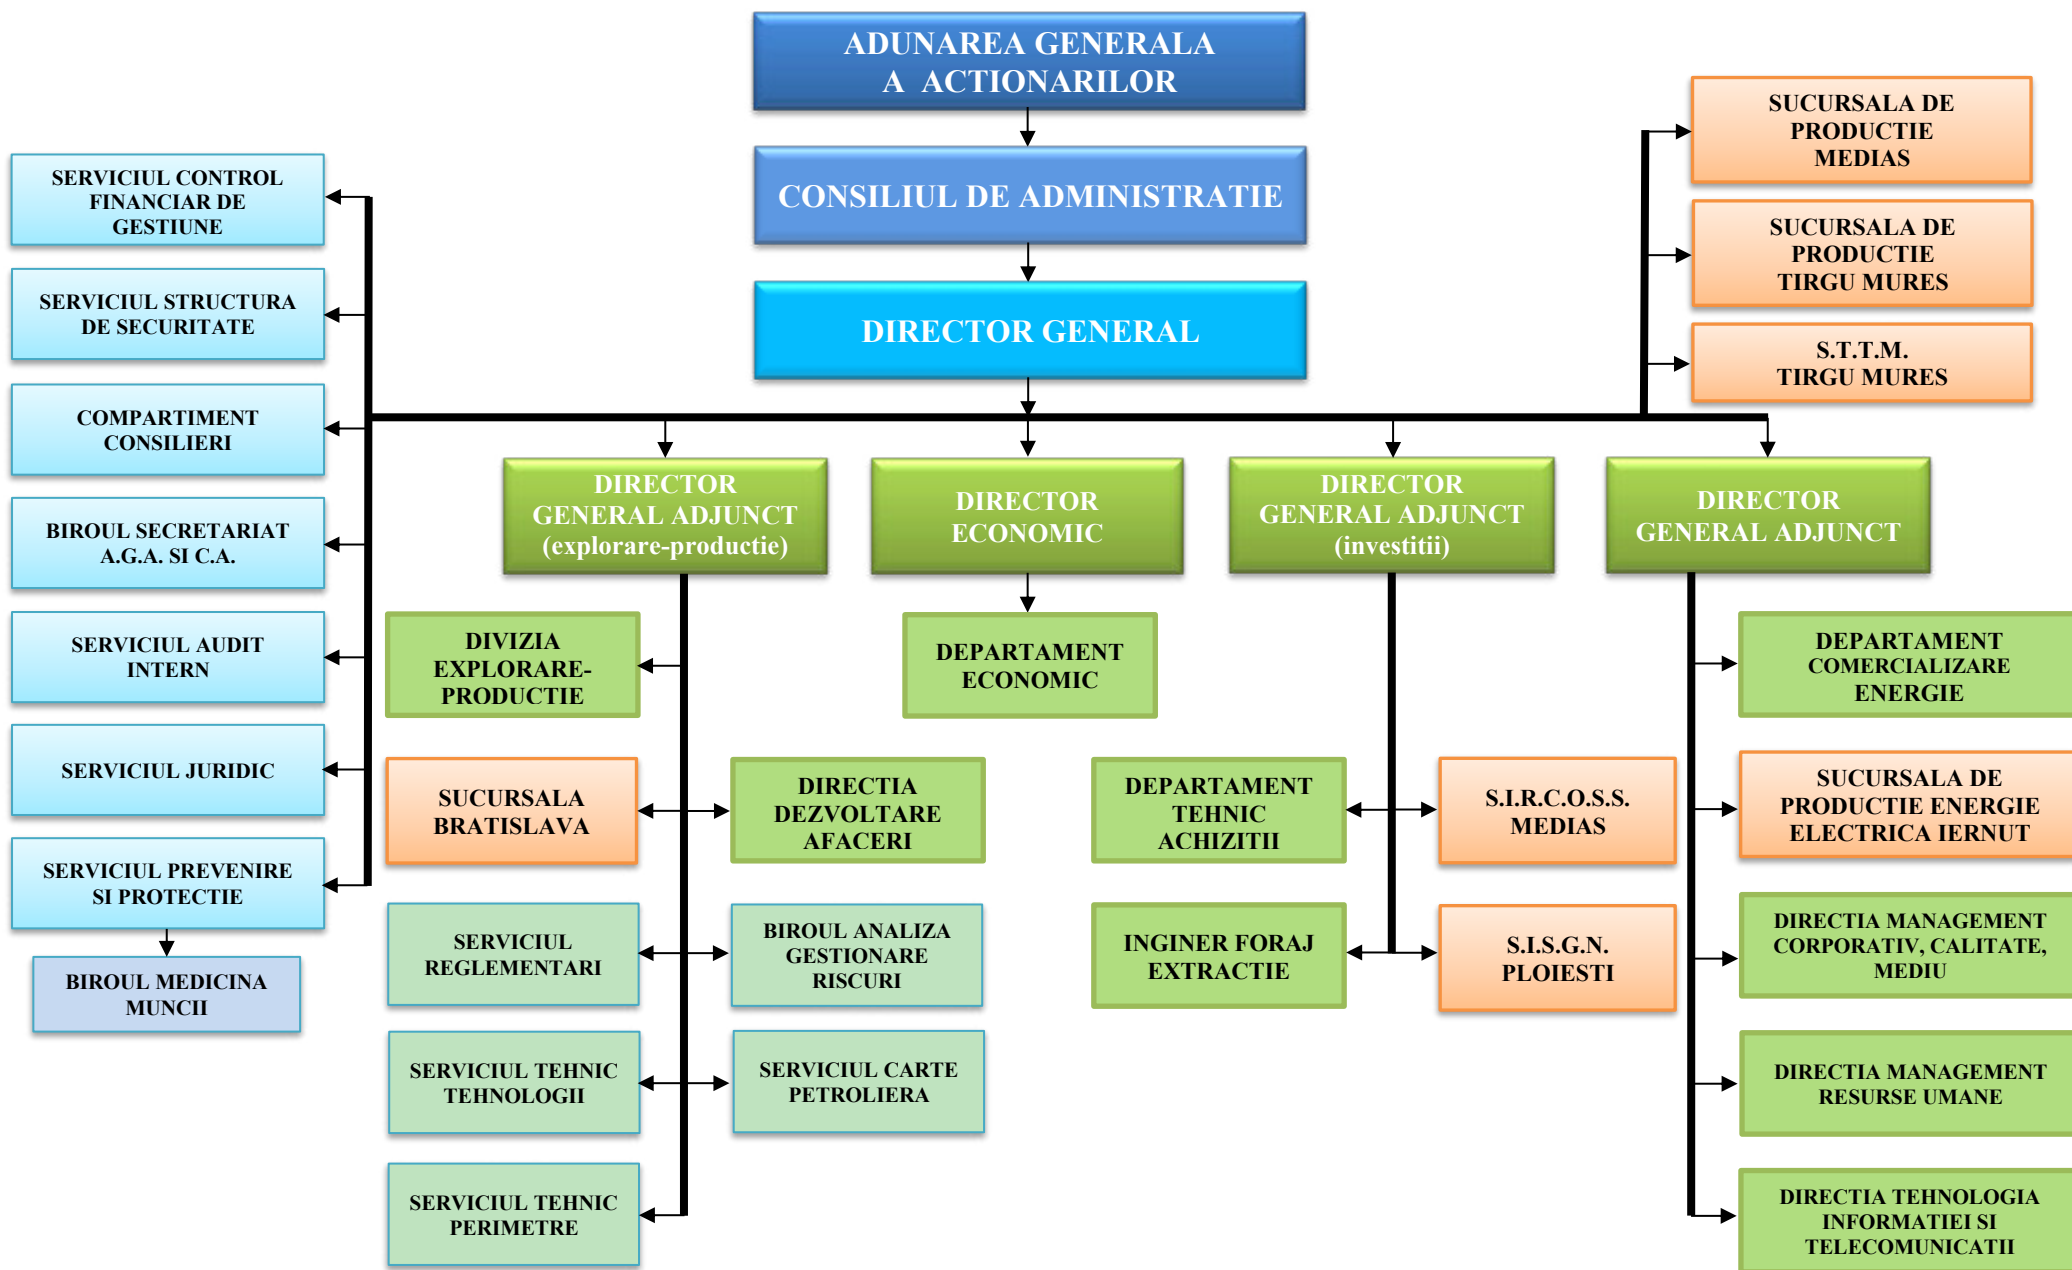 ADUNAREA GENERALA
A ACTIONARILOR
CONSILIUL DE ADMINISTRATIE
DIRECTOR GENERAL
SUCURSALA DE
PRODUCTIE
MEDIAS
SUCURSALA DE
PRODUCTIE
TIRGU MURES
S.T.T.M.
TIRGU MURES
SERVICIUL CONTROL
FINANCIAR DE
GESTIUNE
SERVICIUL STRUCTURA
DE SECURITATE
COMPARTIMENT
CONSILIERI
BIROUL SECRETARIAT
A.G.A. SI C.A.
SERVICIUL AUDIT
INTERN
SERVICIUL JURIDIC
SERVICIUL PREVENIRE
SI PROTECTIE
BIROUL MEDICINA
MUNCII
DIRECTOR
GENERAL ADJUNCT
(explorare-productie)
DIVIZIA
EXPLORARE-
PRODUCTIE
SUCURSALA
BRATISLAVA
DIRECTIA
DEZVOLTARE
AFACERI
SERVICIUL
REGLEMENTARI
BIROUL ANALIZA
GESTIONARE
RISCURI
SERVICIUL TEHNIC
TEHNOLOGII
SERVICIUL CARTE
PETROLIERA
SERVICIUL TEHNIC
PERIMETRE
DIRECTOR
ECONOMIC
DEPARTAMENT
ECONOMIC
DIRECTOR
GENERAL ADJUNCT
(investitii)
DEPARTAMENT
TEHNIC
ACHIZITII
S.I.R.C.O.S.S.
MEDIAS
INGINER FORAJ
EXTRACTIE
S.I.S.G.N.
PLOIESTI
DIRECTOR
GENERAL ADJUNCT
DEPARTAMENT
COMERCIALIZARE
ENERGIE
SUCURSALA DE
PRODUCTIE ENERGIE
ELECTRICA IERNUT
DIRECTIA MANAGEMENT
CORPORATIV, CALITATE,
MEDIU
DIRECTIA MANAGEMENT
RESURSE UMANE
DIRECTIA TEHNOLOGIA
INFORMATIEI SI
TELECOMUNICATII